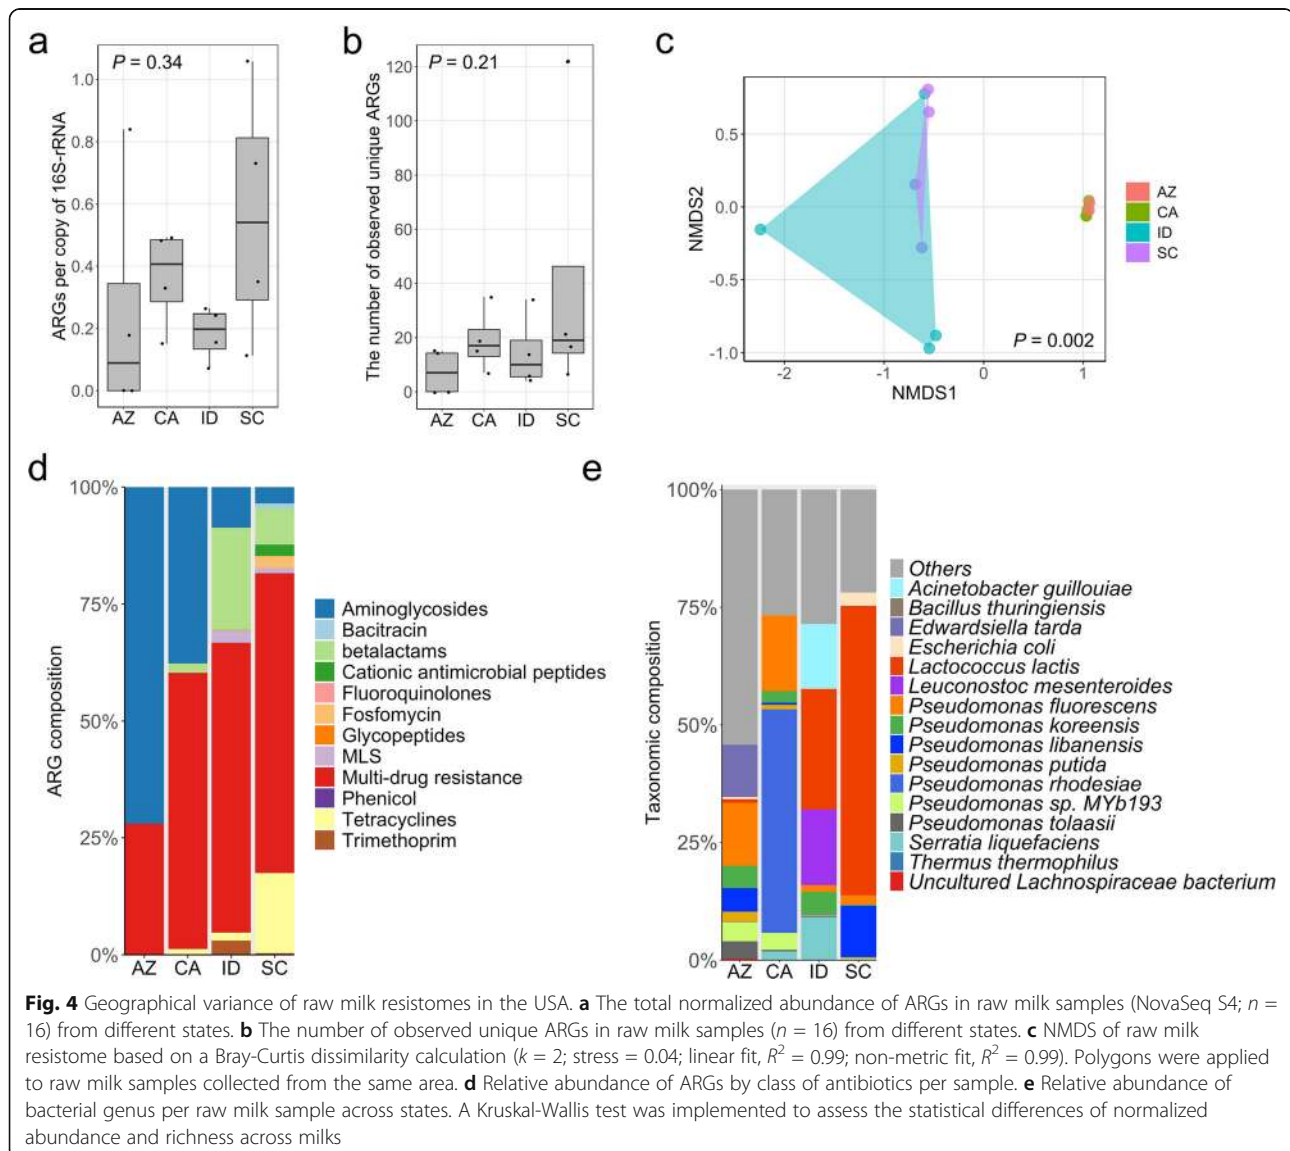 a
P = 0.34
ARGs per copy of 16S-rRNA
1.0
0.8
0.6
0.4
0.2
0.0
AZ CA ID SC
b
P = 0.21
The number of observed unique ARGs
120
100
80
60
40
20
0
AZ CA ID SC
c
NMDS2
0.5
0.0
-0.5
-1.0
-2 -1 0 1
NMDS1
P = 0.002
AZ
CA
ID
SC
d
ARG composition
100%
75%
50%
25%
0%
AZ CA ID SC
Aminoglycosides
Bacitracin
betalactams
Cationic antimicrobial peptides
Fluoroquinolones
Fosfomycin
Glycopeptides
MLS
Multi-drug resistance
Phenicol
Tetracyclines
Trimethoprim
e
Taxonomic composition
100%
75%
50%
25%
0%
AZ CA ID SC
Others
Acinetobacter guillouiae
Bacillus thuringiensis
Edwardsiella tarda
Escherichia coli
Lactococcus lactis
Leuconostoc mesenteroides
Pseudomonas fluorescens
Pseudomonas koreensis
Pseudomonas libanensis
Pseudomonas putida
Pseudomonas rhodesiae
Pseudomonas sp. MYb193
Pseudomonas tolaasii
Serratia liquefaciens
Thermus thermophilus
Uncultured Lachnospiraceae bacterium
Fig. 4 Geographical variance of raw milk resistomes in the USA. a The total normalized abundance of ARGs in raw milk samples (NovaSeq S4; n =
16) from different states. b The number of observed unique ARGs in raw milk samples (n = 16) from different states. c NMDS of raw milk
resistome based on a Bray-Curtis dissimilarity calculation (k = 2; stress = 0.04; linear fit, R² = 0.99; non-metric fit, R² = 0.99). Polygons were applied
to raw milk samples collected from the same area. d Relative abundance of ARGs by class of antibiotics per sample. e Relative abundance of
bacterial genus per raw milk sample across states. A Kruskal-Wallis test was implemented to assess the statistical differences of normalized
abundance and richness across milks